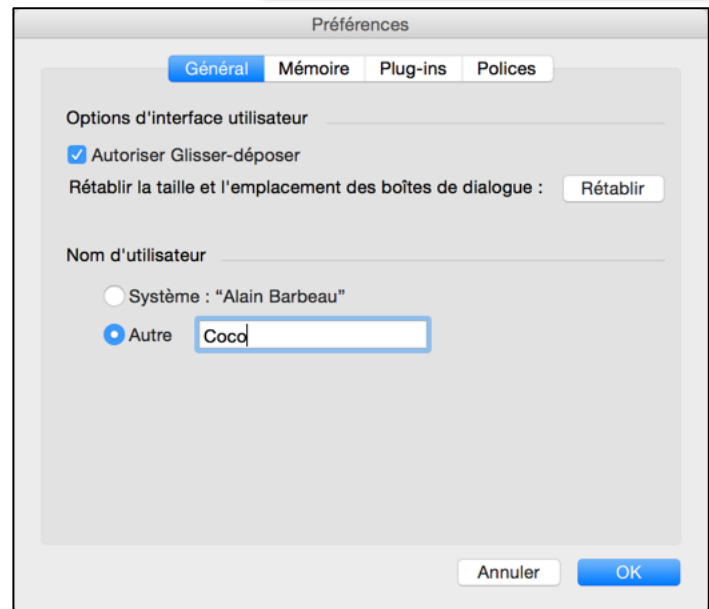 Préférences
Général Mémoire Plug-ins Polices
Options d'interface utilisateur
Autoriser Glisser-déposer
Rétablir la taille et l'emplacement des boîtes de dialogue : Rétablir
Nom d'utilisateur
Système : “Alain Barbeau”
Autre Coco
Annuler OK